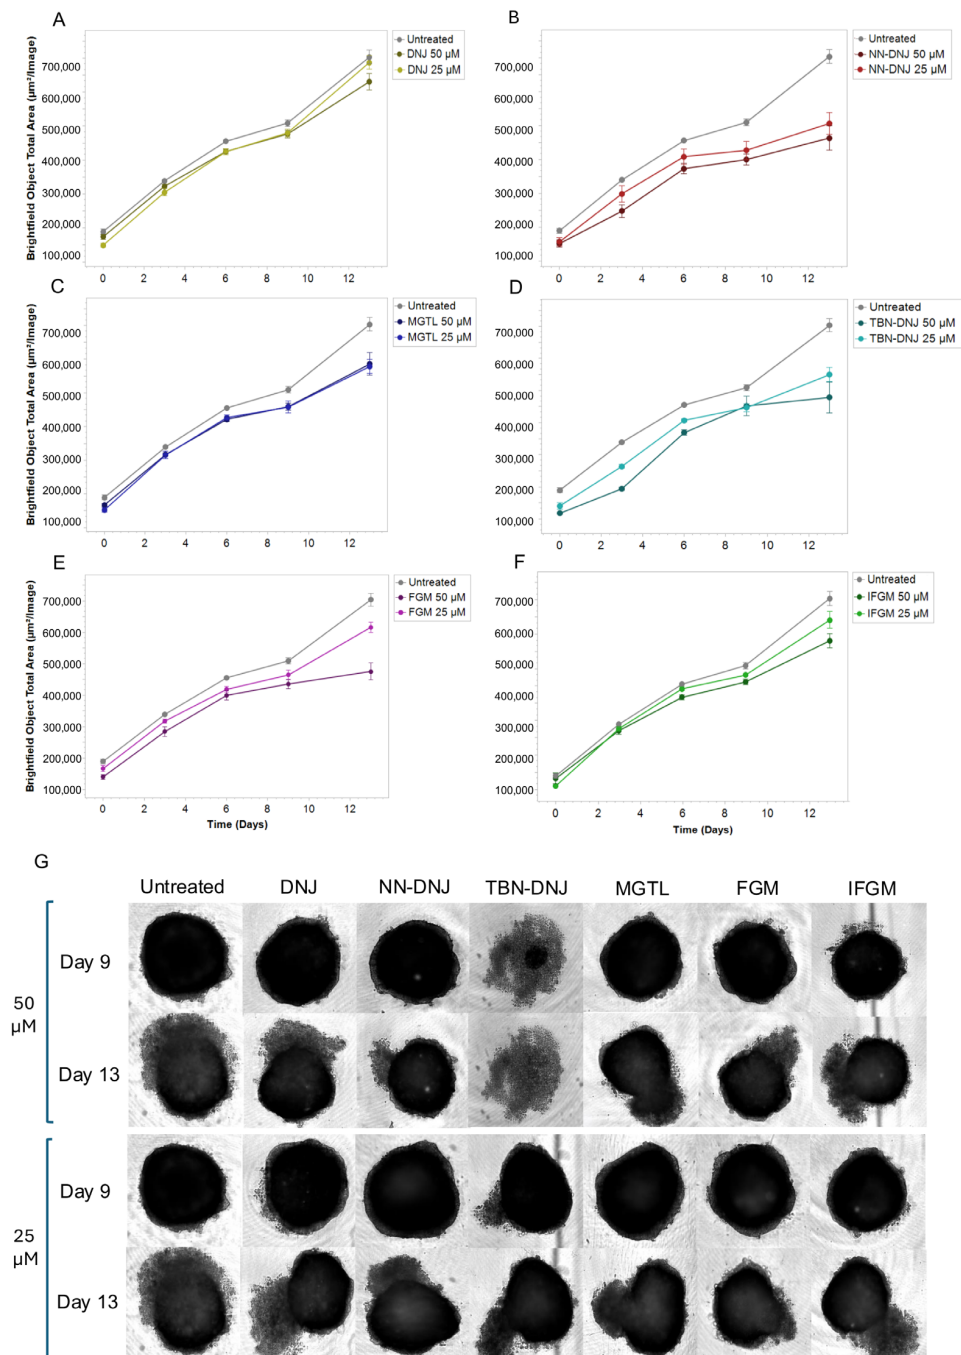 A
Brightfield Object Total Area (µm²/Image)
700,000
600,000
500,000
400,000
300,000
200,000
100,000
0
2
4
6
8
10
12
Untreated
DNJ 50 µM
DNJ 25 µM
B
700,000
600,000
500,000
400,000
300,000
200,000
100,000
0
2
4
6
8
10
12
Untreated
NN-DNJ 50 µM
NN-DNJ 25 µM
C
Brightfield Object Total Area (µm²/Image)
700,000
600,000
500,000
400,000
300,000
200,000
100,000
0
2
4
6
8
10
12
Untreated
MGTL 50 µM
MGTL 25 µM
D
700,000
600,000
500,000
400,000
300,000
200,000
100,000
0
2
4
6
8
10
12
Untreated
TBN-DNJ 50 µM
TBN-DNJ 25 µM
E
Brightfield Object Total Area (µm²/Image)
700,000
600,000
500,000
400,000
300,000
200,000
100,000
0
2
4
6
8
10
12
Time (Days)
Untreated
FGM 50 µM
FGM 25 µM
F
700,000
600,000
500,000
400,000
300,000
200,000
100,000
0
2
4
6
8
10
12
Time (Days)
Untreated
IFGM 50 µM
IFGM 25 µM
G
Untreated DNJ NN-DNJ TBN-DNJ MGTL FGM IFGM
50 µM
Day 9
Day 13
25 µM
Day 9
Day 13